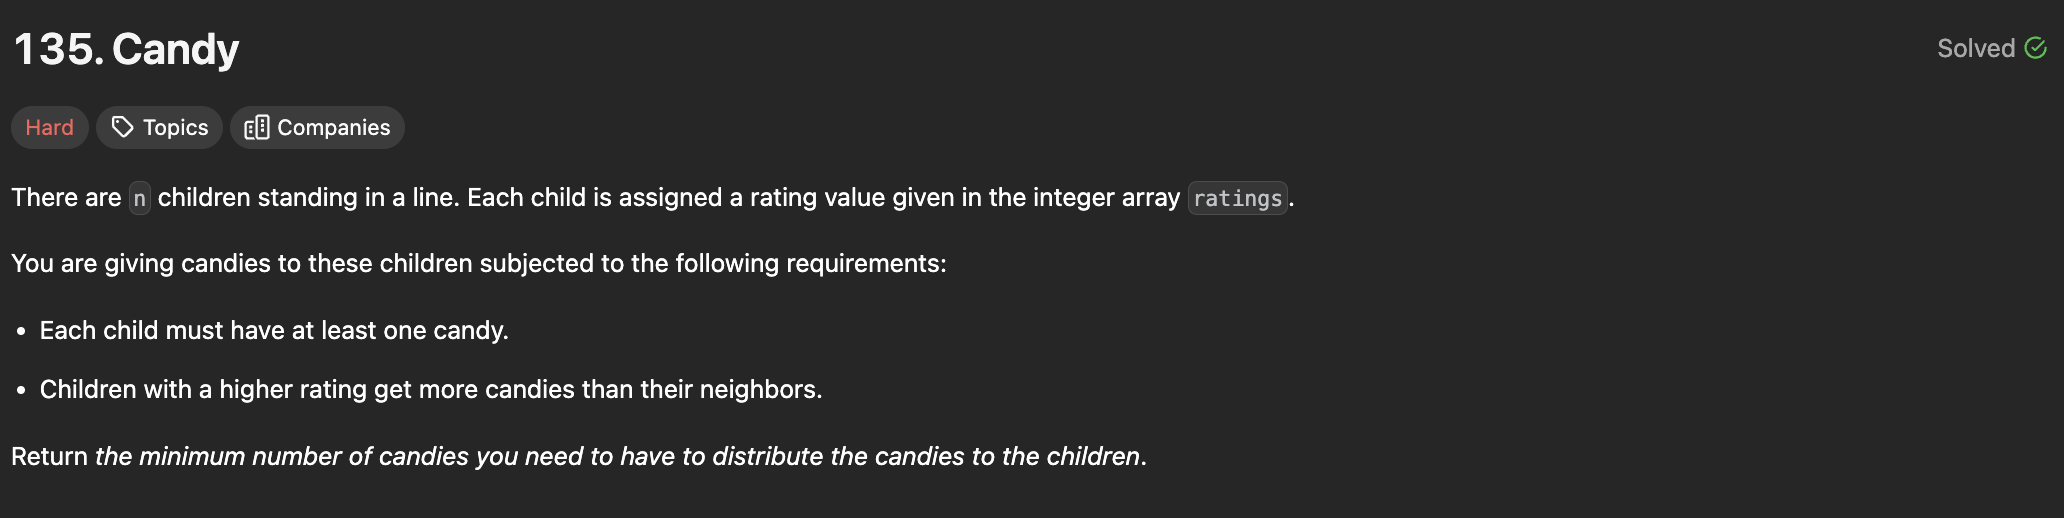 135. Candy
Solved
Hard
Topics
Companies
There are n children standing in a line. Each child is assigned a rating value given in the integer array ratings.
You are giving candies to these children subjected to the following requirements:
• Each child must have at least one candy.
• Children with a higher rating get more candies than their neighbors.
Return the minimum number of candies you need to have to distribute the candies to the children.